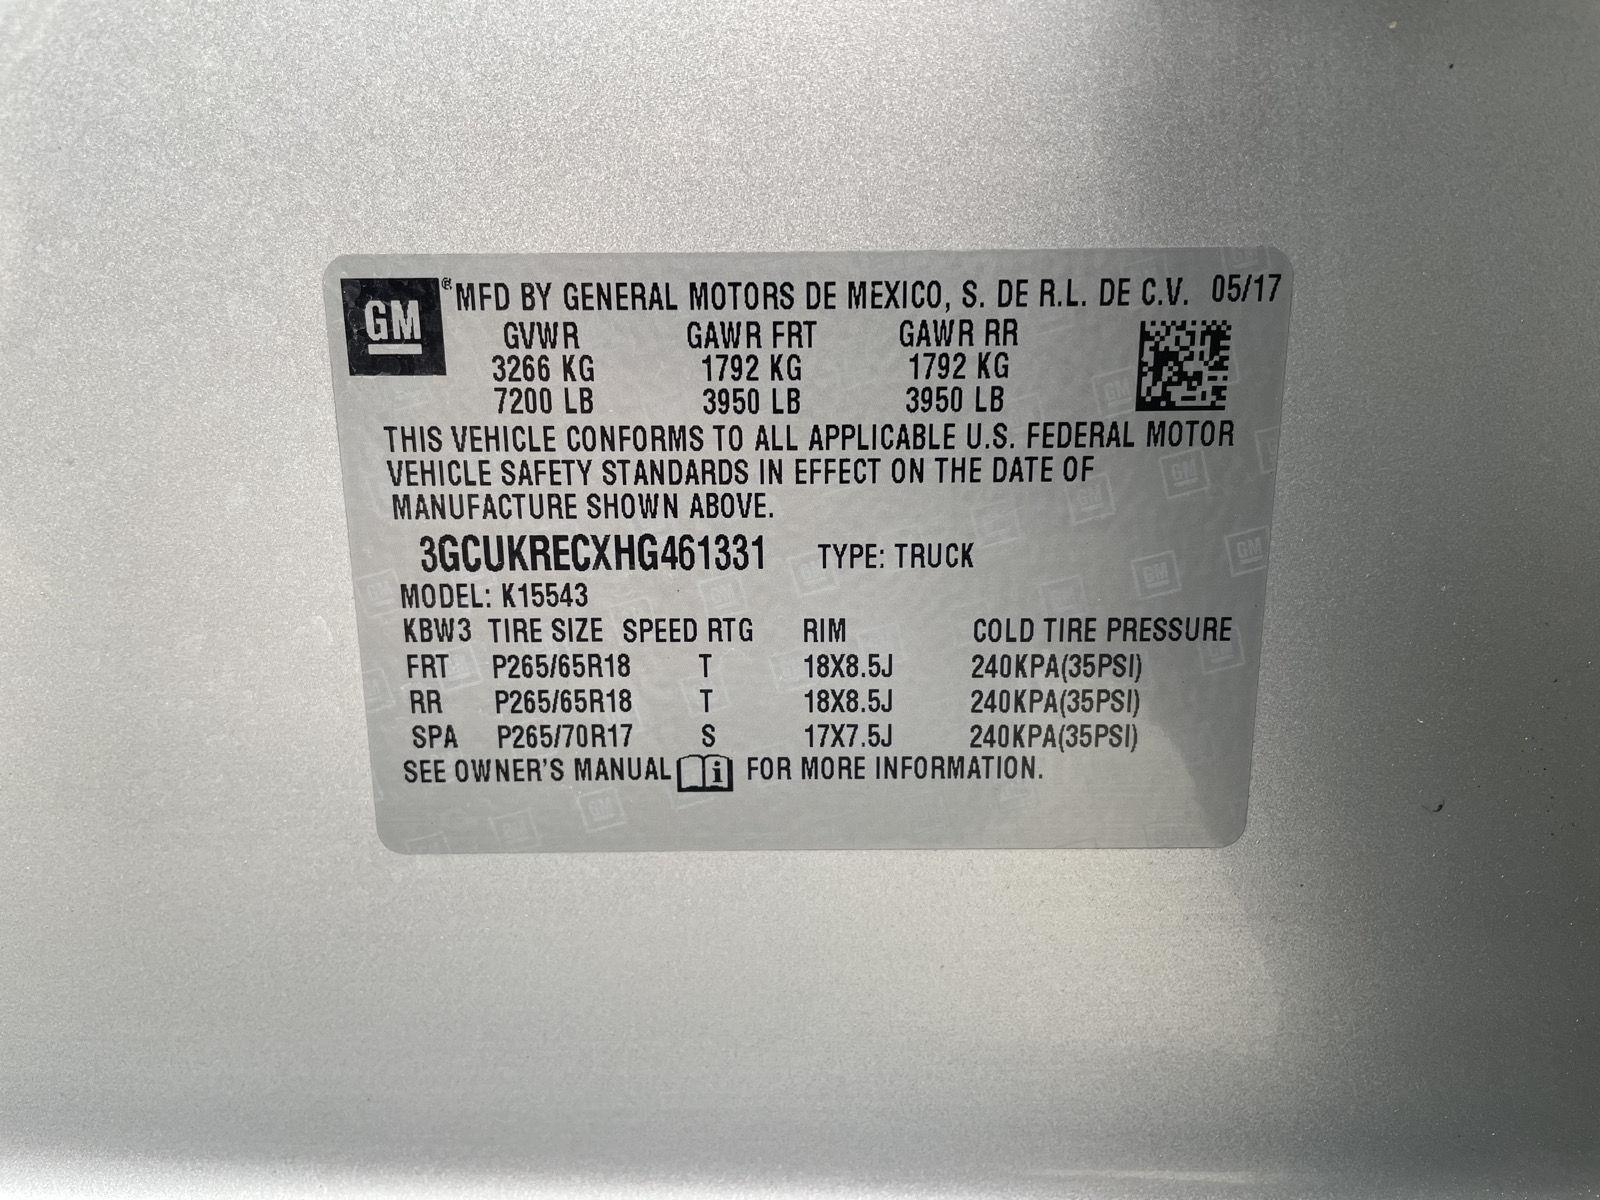 GM® MFD BY GENERAL MOTORS DE MEXICO, S. DE R.L. DE C.V. 05/17
GVWR GAWR FRT GAWR RR
3266 KG 1792 KG 1792 KG
7200 LB 3950 LB 3950 LB
THIS VEHICLE CONFORMS TO ALL APPLICABLE U.S. FEDERAL MOTOR
VEHICLE SAFETY STANDARDS IN EFFECT ON THE DATE OF
MANUFACTURE SHOWN ABOVE.
3GCUKRECXHG461331 TYPE: TRUCK
MODEL: K15543
KBW3 TIRE SIZE SPEED RTG RIM COLD TIRE PRESSURE
FRT P265/65R18 T 18X8.5J 240KPA(35PSI)
RR P265/65R18 T 18X8.5J 240KPA(35PSI)
SPA P265/70R17 S 17X7.5J 240KPA(35PSI)
SEE OWNER'S MANUAL i FOR MORE INFORMATION.